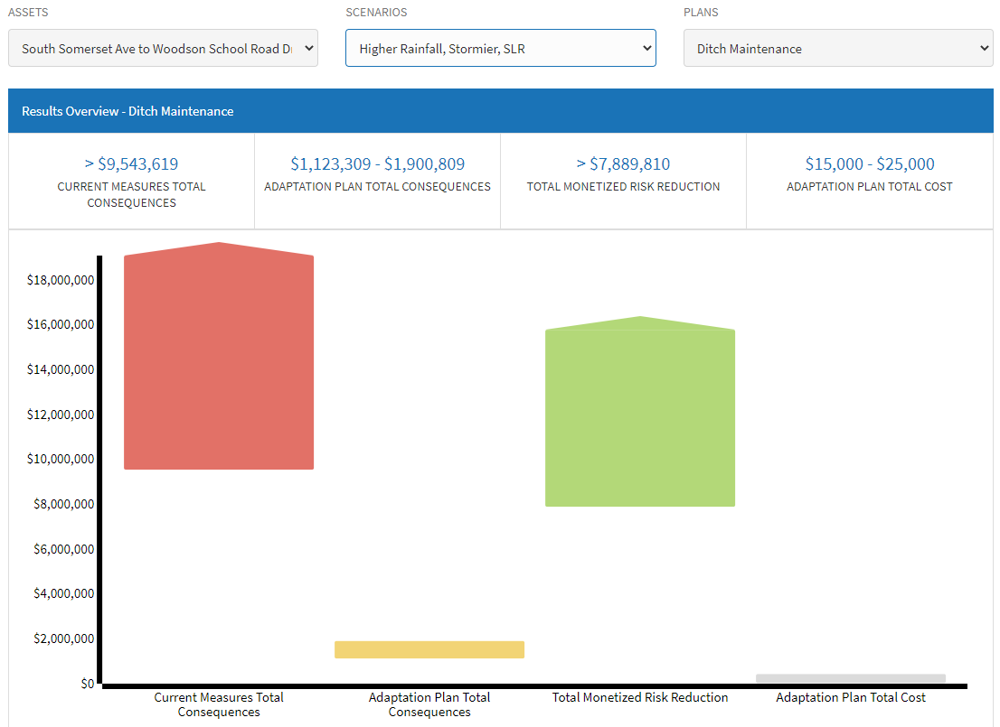 ASSETS
SCENARIOS
PLANS
South Somerset Ave to Woodson School Road
Higher Rainfall, Stormier, SLR
Ditch Maintenance
Results Overview - Ditch Maintenance
> $9,543,619
CURRENT MEASURES TOTAL
CONSEQUENCES
$1,123,309 - $1,900,809
ADAPTATION PLAN TOTAL CONSEQUENCES
> $7,889,810
TOTAL MONETIZED RISK REDUCTION
$15,000 - $25,000
ADAPTATION PLAN TOTAL COST
$18,000,000
$16,000,000
$14,000,000
$12,000,000
$10,000,000
$8,000,000
$6,000,000
$4,000,000
$2,000,000
$0
Current Measures Total
Consequences
Adaptation Plan Total
Consequences
Total Monetized Risk Reduction
Adaptation Plan Total Cost